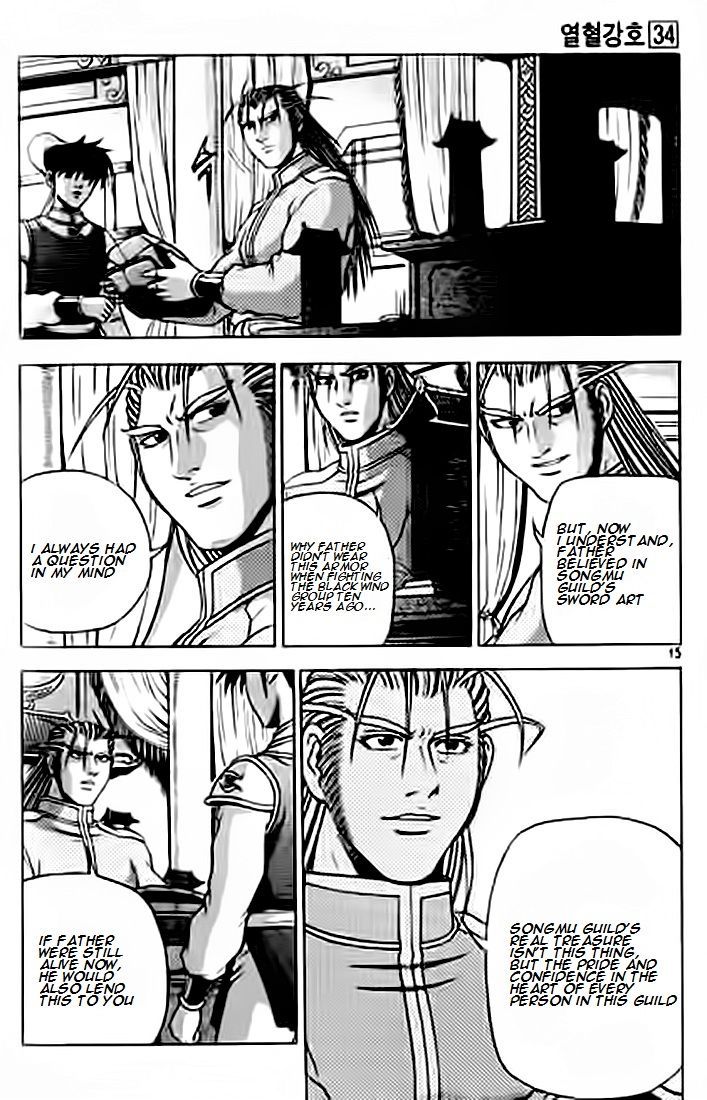 열혈강호 34
I ALWAYS HAD
A QUESTION
IN MY MIND
WHY FATHER
DIDN'T WEAR
THIS ARMOR
WHEN FIGHTING
THE BLACK WIND
GROUP TEN
YEARS AGO...
BUT, NOW
I UNDERSTAND,
FATHER
BELIEVED IN
SONGMU
GUILD'S
SWORD ART
15
IF FATHER
WERE STILL
ALIVE NOW,
HE WOULD
ALSO LEND
THIS TO YOU
SONGMU GUILD'S
REAL TREASURE
ISN'T THIS THING,
BUT THE PRIDE AND
CONFIDENCE IN THE
HEART OF EVERY
PERSON IN THIS GUILD